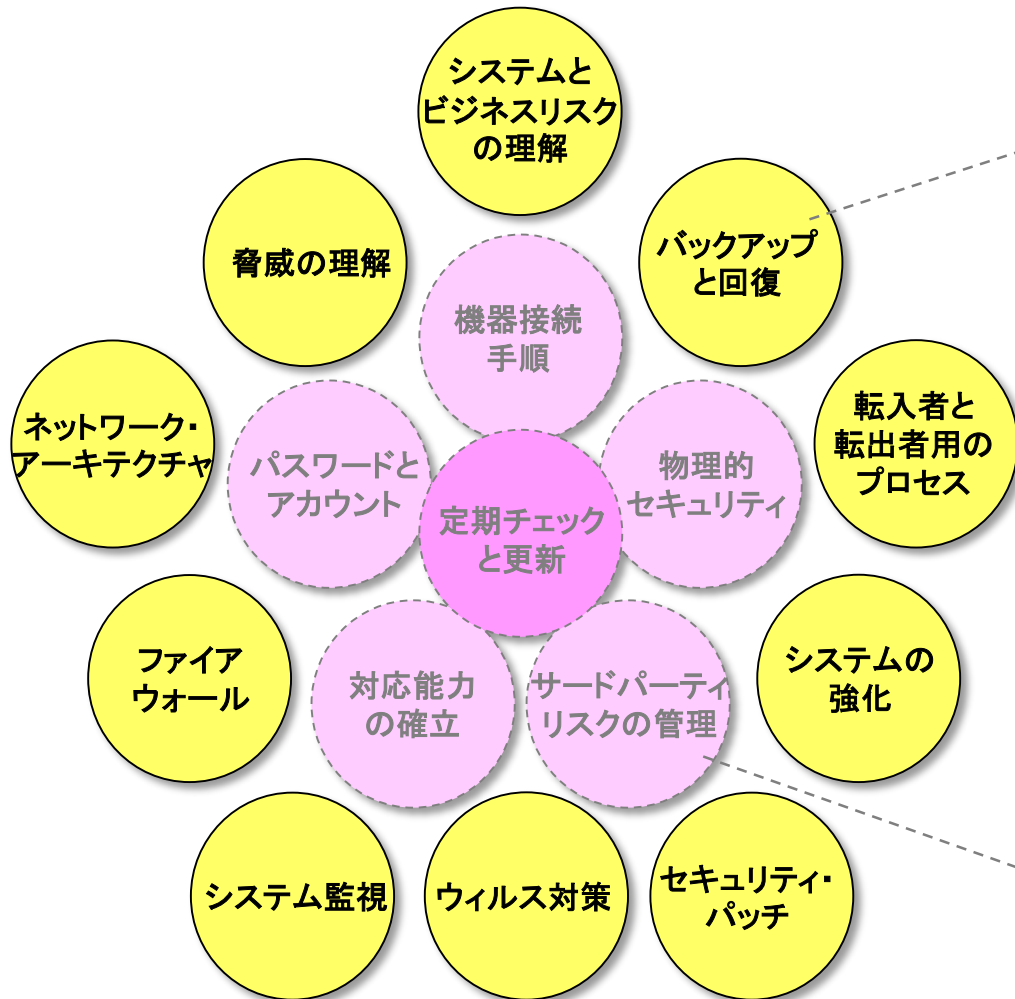 システムと
ビジネスリスク
の理解
脅威の理解
バックアップ
と回復
機器接続
手順
ネットワーク・
アーキテクチャ
パスワードと
アカウント
物理的
セキュリティ
転入者と
転出者用の
プロセス
定期チェック
と更新
ファイア
ウォール
対応能力
の確立
サードパーティ
リスクの管理
システムの
強化
システム監視
ウィルス対策
セキュリティ・
パッチ